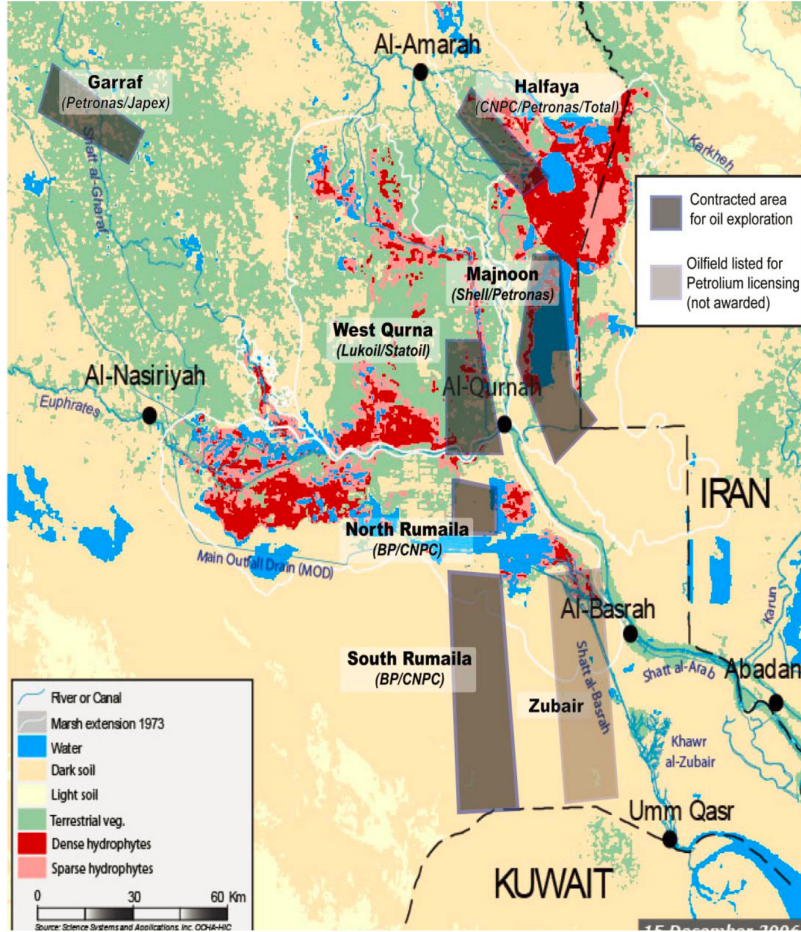 Al-Amarah
Garraf
(Petronas/Japex)
Halfaya
(CNPC/Petronas/Total)
Shatt al-Gharaf
Karkheh
Contracted area
for oil exploration
Oilfield listed for
Petrolium licensing
(not awarded)
Majnoon
(Shell/Petronas)
West Qurna
(Lukoil/Statoil)
Al-Nasiriyah
Al-Qurnah
Euphrates
IRAN
North Rumaila
(BP/CNPC)
Main Outfall Drain (MOD)
Al-Basrah
Karun
South Rumaila
(BP/CNPC)
Shatt al-Basrah
Shatt al-Arab
Abadan
Zubair
Khawr
al-Zubair
Umm Qasr
KUWAIT
River or Canal
Marsh extension 1973
Water
Dark soil
Light soil
Terrestrial veg.
Dense hydrophytes
Sparse hydrophytes
0 30 60 Km
Source: Science Systems and Applications, Inc. OCHA-HIC
15 December 2006